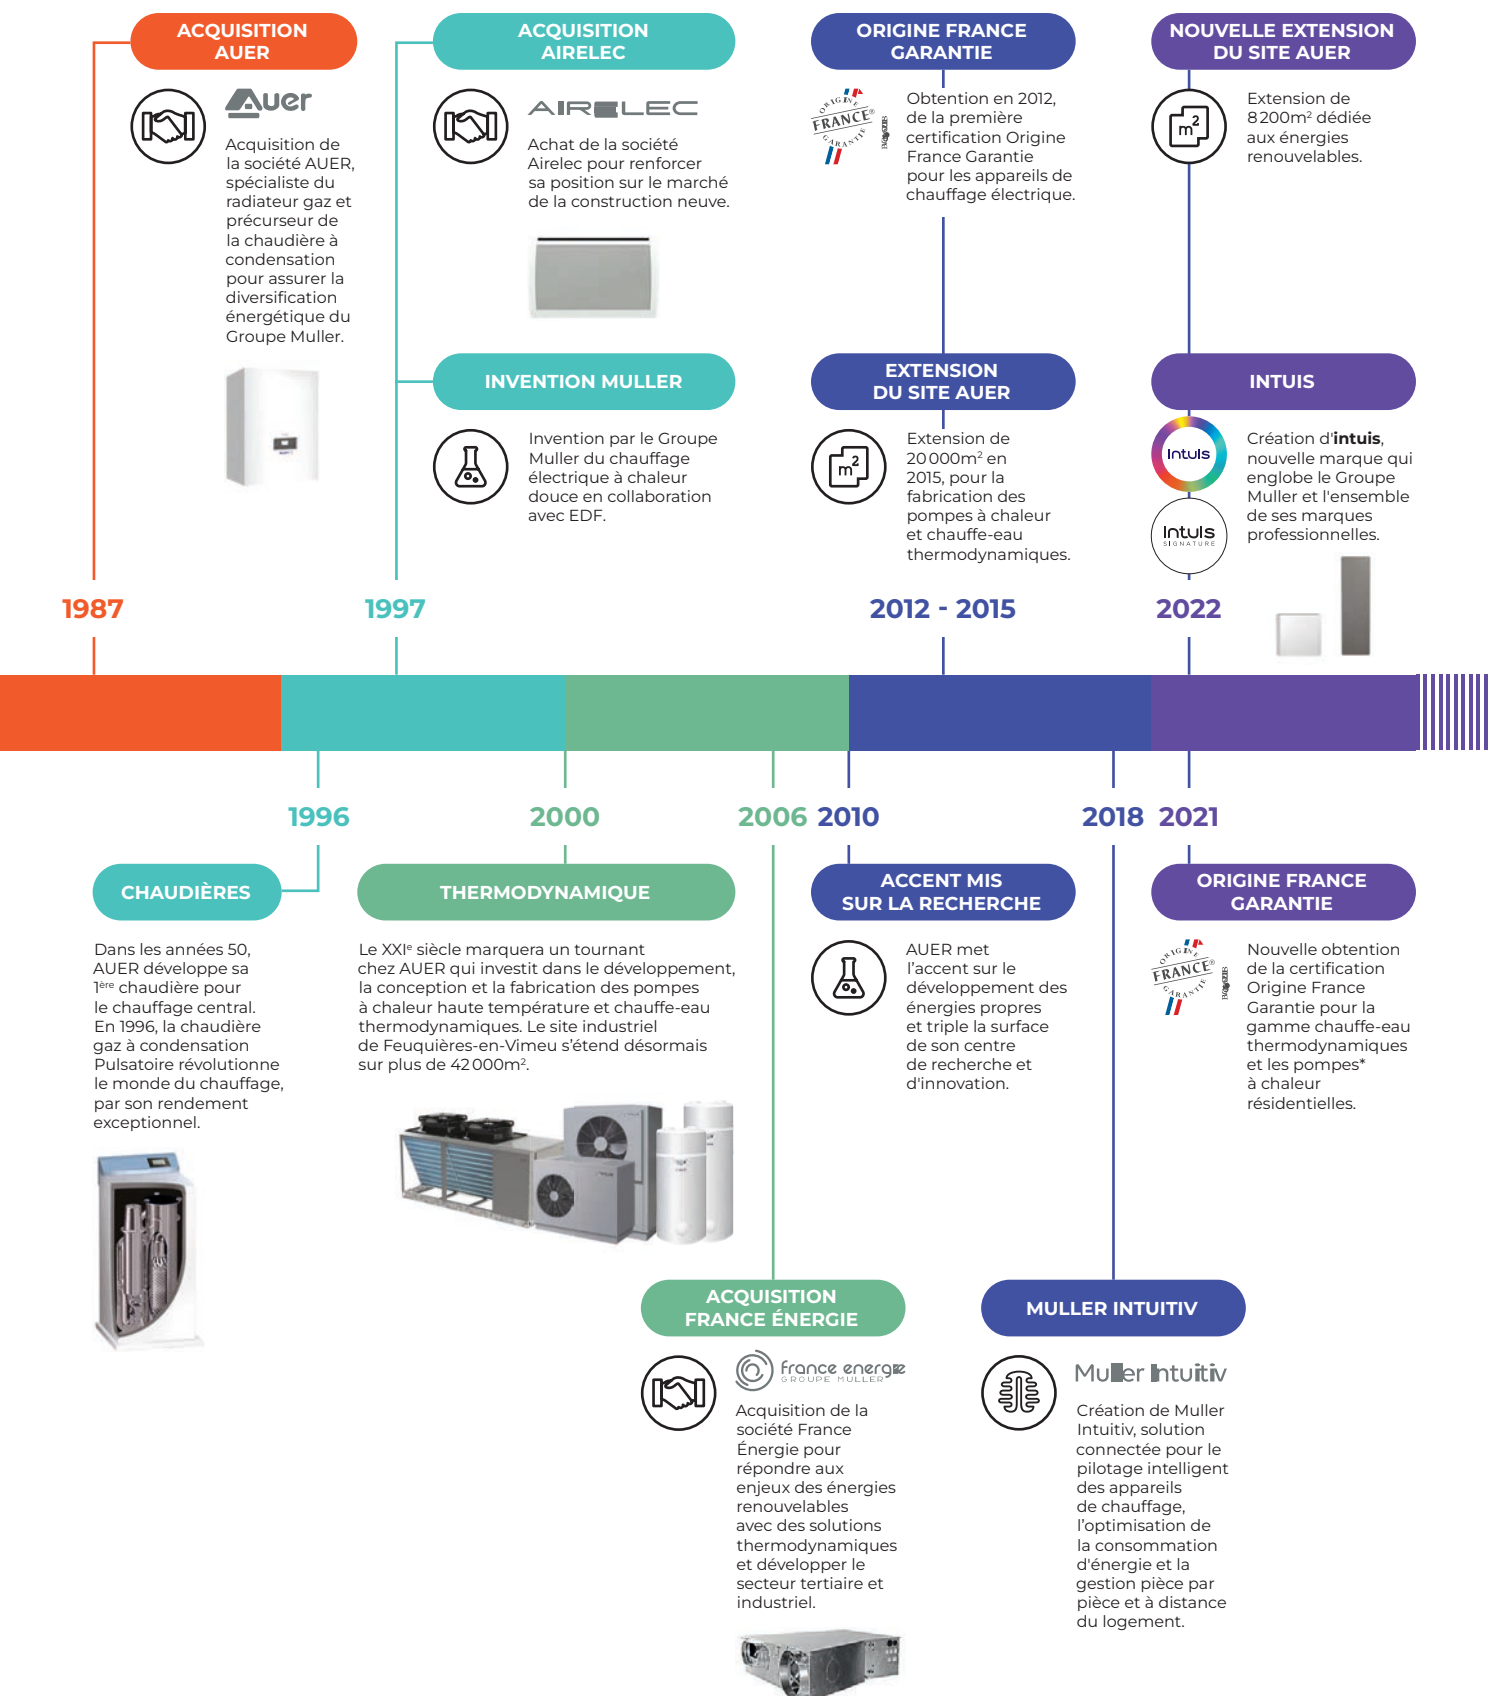 ACQUISITION
AUER
Auer
Acquisition de
la société AUER,
spécialiste du
radiateur gaz et
précurseur de
la chaudière à
condensation
pour assurer la
diversification
énergétique du
Groupe Muller.
1987
ACQUISITION
AIRELEC
AIRELEC
Achat de la société
Airelec pour renforcer
sa position sur le marché
de la construction neuve.
INVENTION MULLER
Invention par le Groupe
Muller du chauffage
électrique à chaleur
douce en collaboration
avec EDF.
1997
ORIGINE FRANCE
GARANTIE
ORIGINE
FRANCE®
GARANTIE
Obtention en 2012,
de la première
certification Origine
France Garantie
pour les appareils de
chauffage électrique.
EXTENSION
DU SITE AUER
m²
Extension de
20 000m² en
2015, pour la
fabrication des
pompes à chaleur
et chauffe-eau
thermodynamiques.
2012 - 2015
NOUVELLE EXTENSION
DU SITE AUER
m²
Extension de
8 200m² dédiée
aux énergies
renouvelables.
INTUIS
Intuis
Intuis
SIGNATURE
Création d'intuis,
nouvelle marque qui
englobe le Groupe
Muller et l'ensemble
de ses marques
professionnelles.
2022
1996
CHAUDIÈRES
Dans les années 50,
AUER développe sa
1ère chaudière pour
le chauffage central.
En 1996, la chaudière
gaz à condensation
Pulsatoire révolutionne
le monde du chauffage,
par son rendement
exceptionnel.
2000
THERMODYNAMIQUE
Le XXIe siècle marquera un tournant
chez AUER qui investit dans le développement,
la conception et la fabrication des pompes
à chaleur haute température et chauffe-eau
thermodynamiques. Le site industriel
de Feuquières-en-Vimeu s’étend désormais
sur plus de 42 000m².
2006
ACQUISITION
FRANCE ÉNERGIE
france energie
GROUPE MULLER
Acquisition de la
société France
Énergie pour
répondre aux
enjeux des énergies
renouvelables
avec des solutions
thermodynamiques
et développer le
secteur tertiaire et
industriel.
2010
ACCENT MIS
SUR LA RECHERCHE
AUER met
l’accent sur le
développement des
énergies propres
et triple la surface
de son centre
de recherche et
d'innovation.
2018
MULLER INTUITIV
Muller Intuitiv
Création de Muller
Intuitiv, solution
connectée pour le
pilotage intelligent
des appareils
de chauffage,
l’optimisation de
la consommation
d'énergie et la
gestion pièce par
pièce et à distance
du logement.
2021
ORIGINE FRANCE
GARANTIE
ORIGINE
FRANCE®
GARANTIE
Nouvelle obtention
de la certification
Origine France
Garantie pour la
gamme chauffe-eau
thermodynamiques
et les pompes*
à chaleur
résidentielles.